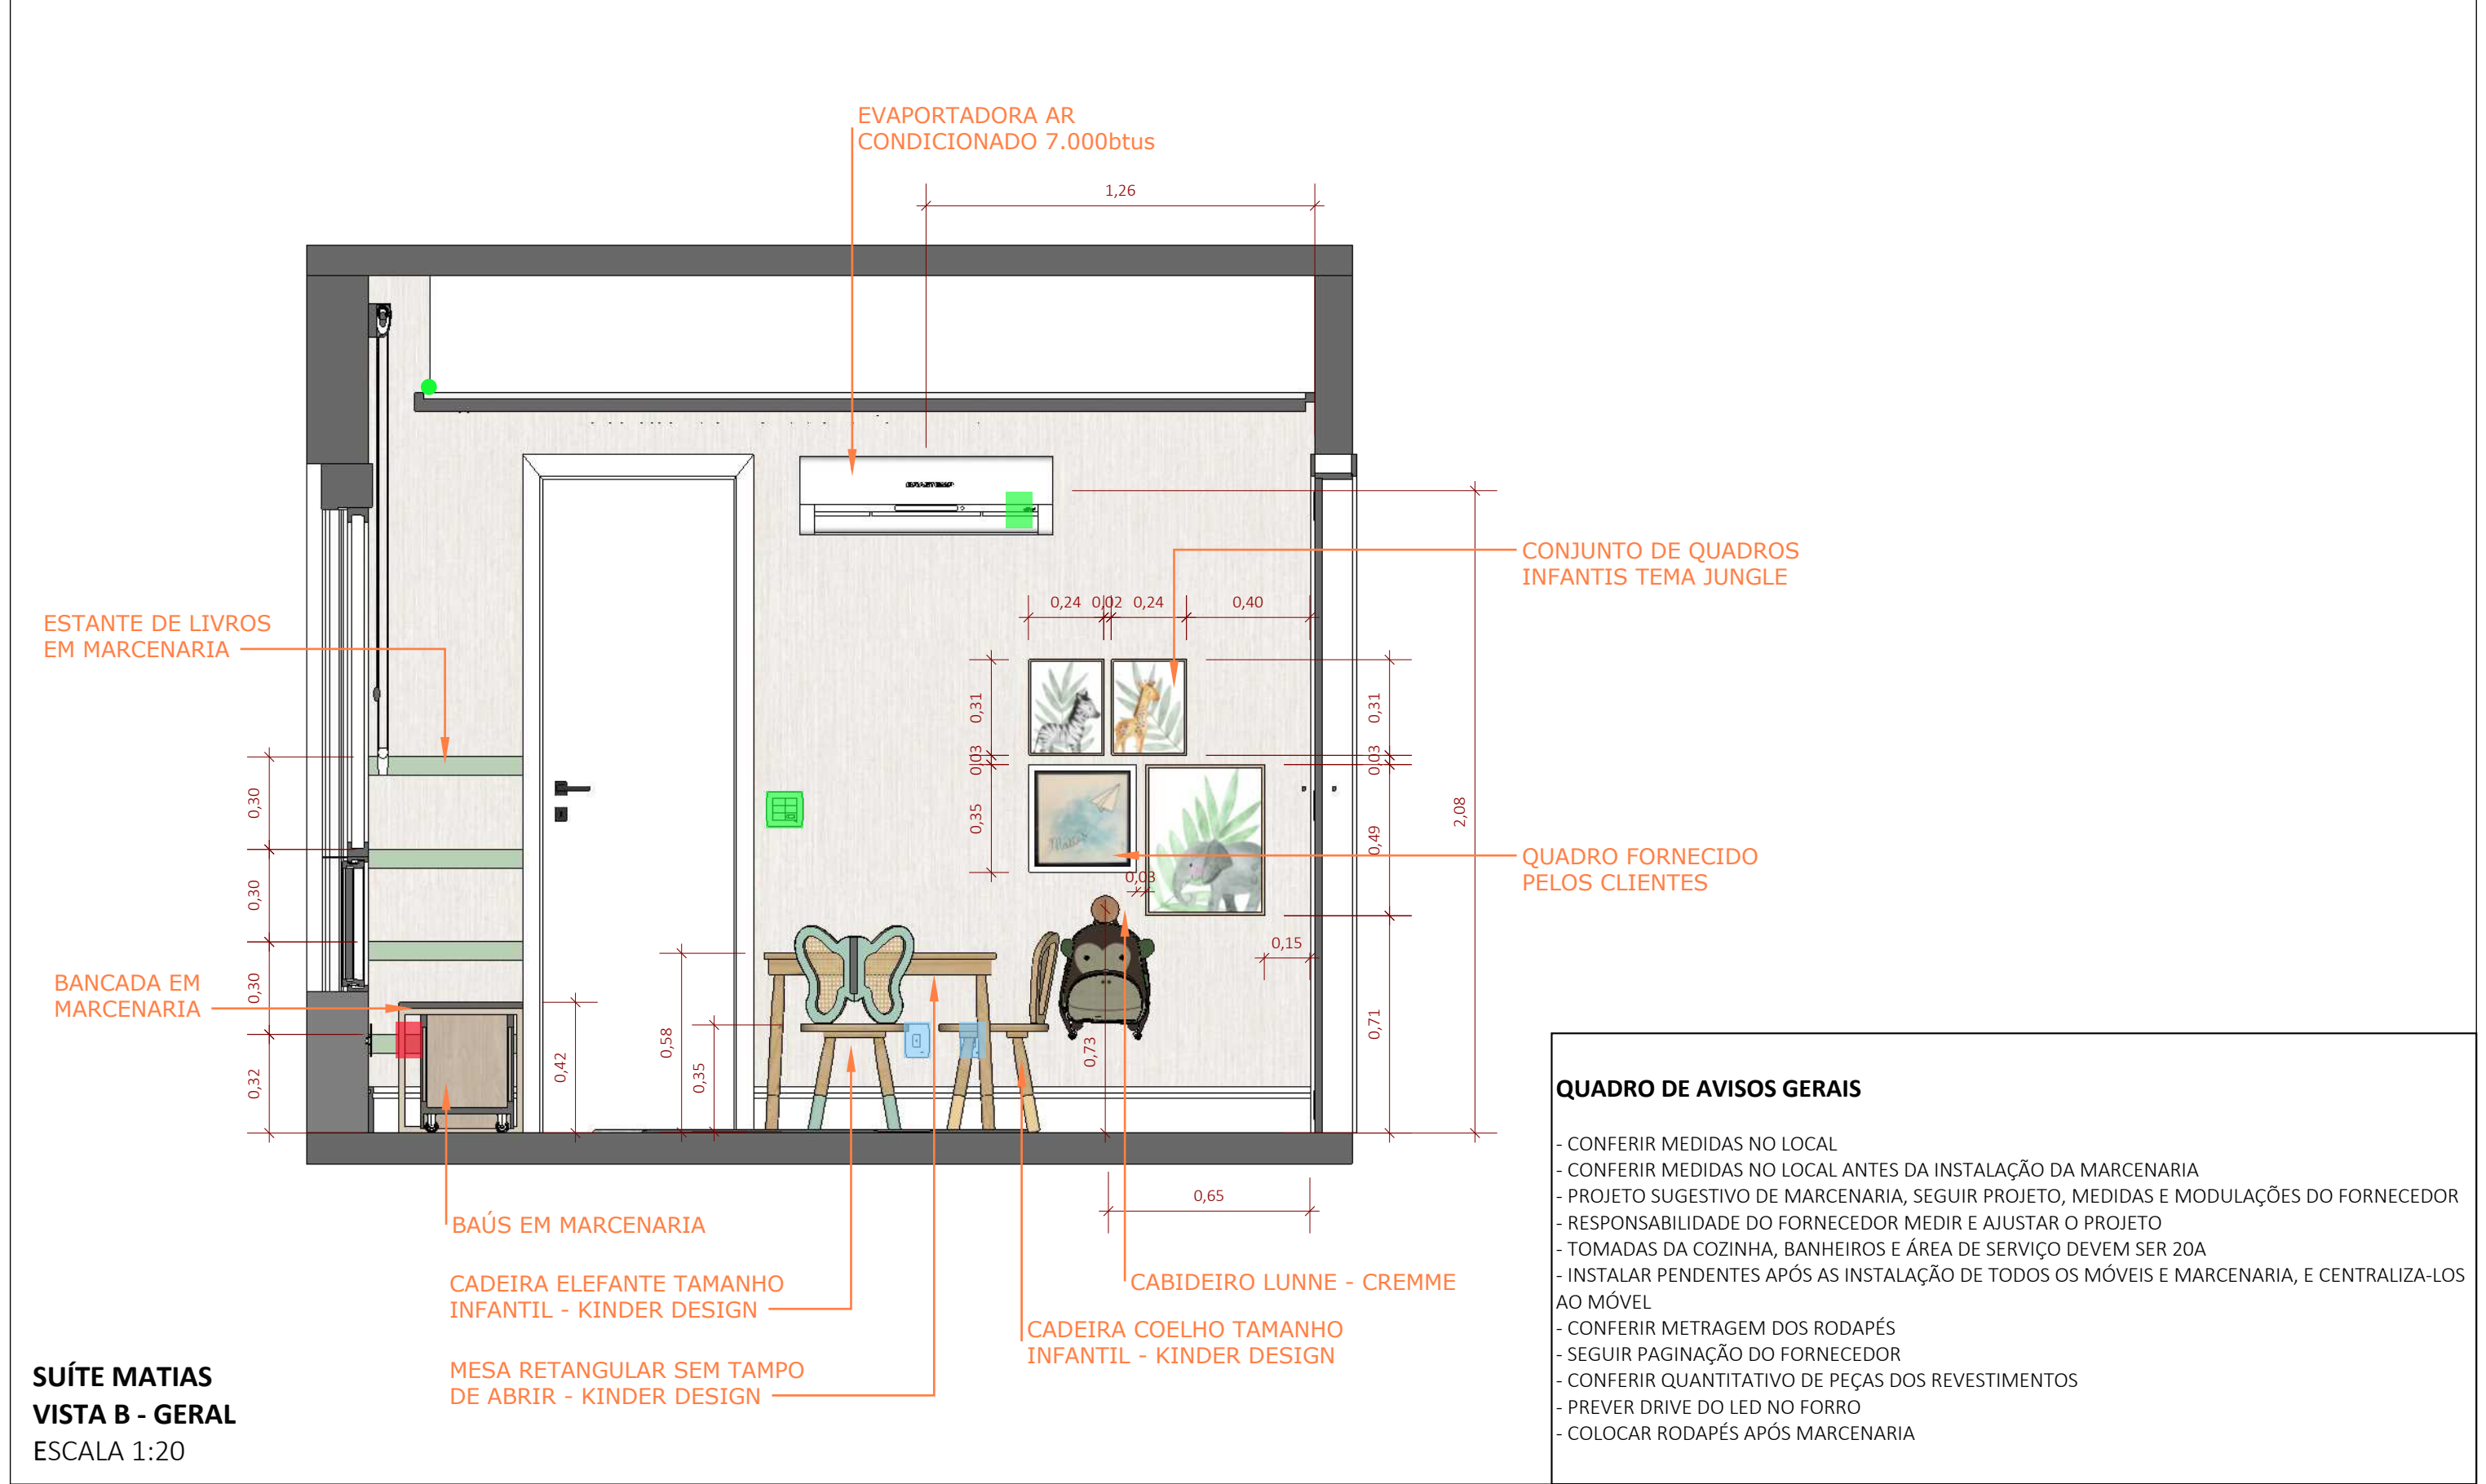 EVAPORTADORA AR
CONDICIONADO 7.000btus
1,26
CONJUNTO DE QUADROS
INFANTIS TEMA JUNGLE
0,24 0,02 0,24 0,40
ESTANTE DE LIVROS
EM MARCENARIA
0,31
0,31
0,03
0,03
0,30
0,35
2,08
0,49
QUADRO FORNECIDO
PELOS CLIENTES
0,03
0,30
Matias
0,15
BANCADA EM
MARCENARIA
0,30
0,71
0,58
0,73
0,42
0,35
0,32
0,65
BAÚS EM MARCENARIA
CADEIRA ELEFANTE TAMANHO
INFANTIL - KINDER DESIGN
CABIDEIRO LUNNE - CREMME
CADEIRA COELHO TAMANHO
INFANTIL - KINDER DESIGN
MESA RETANGULAR SEM TAMPO
DE ABRIR - KINDER DESIGN
SUÍTE MATIAS
VISTA B - GERAL
ESCALA 1:20
QUADRO DE AVISOS GERAIS
- CONFERIR MEDIDAS NO LOCAL
- CONFERIR MEDIDAS NO LOCAL ANTES DA INSTALAÇÃO DA MARCENARIA
- PROJETO SUGESTIVO DE MARCENARIA, SEGUIR PROJETO, MEDIDAS E MODULAÇÕES DO FORNECEDOR
- RESPONSABILIDADE DO FORNECEDOR MEDIR E AJUSTAR O PROJETO
- TOMADAS DA COZINHA, BANHEIROS E ÁREA DE SERVIÇO DEVEM SER 20A
- INSTALAR PENDENTES APÓS AS INSTALAÇÃO DE TODOS OS MÓVEIS E MARCENARIA, E CENTRALIZA-LOS
AO MÓVEL
- CONFERIR METRAGEM DOS RODAPÉS
- SEGUIR PAGINAÇÃO DO FORNECEDOR
- CONFERIR QUANTITATIVO DE PEÇAS DOS REVESTIMENTOS
- PREVER DRIVE DO LED NO FORRO
- COLOCAR RODAPÉS APÓS MARCENARIA